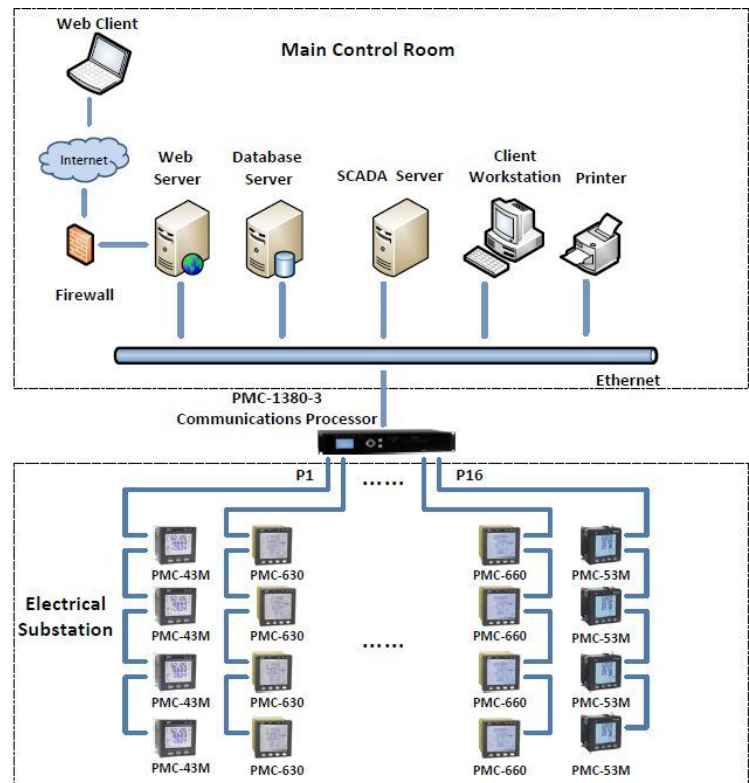 Web Client
Main Control Room
Internet
Web
Server
Database
Server
SCADA Server
Client
Workstation
Printer
Firewall
Ethernet
PMC-1380-3
Communications Processor
P1
......
P16
PMC-43M
PMC-630
PMC-660
PMC-53M
Electrical
Substation
PMC-43M
PMC-630
PMC-660
PMC-53M
......
PMC-43M
PMC-630
PMC-660
PMC-53M
PMC-43M
PMC-630
PMC-660
PMC-53M